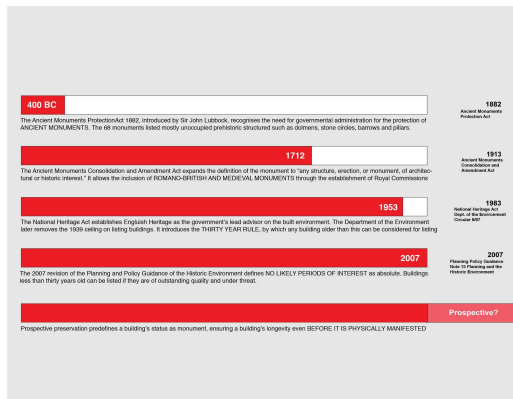 400 BC
1882
Ancient Monuments
Protection Act
The Ancient Monuments ProtectionAct 1882, introduced by Sir John Lubbock, recognises the need for governmental administration for the protection of
ANCIENT MONUMENTS. The 68 monuments listed mostly unoccupied prehistoric structured such as dolmens, stone circles, barrows and pillars.
1712
1913
Ancient Monuments
Consolidation and
Amendment Act
The Ancient Monuments Consolidation and Amendment Act expands the definition of the monument to "any structure, erection, or monument, of architec-
tural or historic interest." It allows the inclusion of ROMANO-BRITISH AND MEDIEVAL MONUMENTS through the establishment of Royal Commissions
1953
1983
National Heritage Act
Dept. of the Environment
Circular 8/87
The National Heritage Act establishes Engluish Heritage as the government's lead advisor on the built environment. The Department of the Environment
later removes the 1939 ceiling on listing buildings. It introduces the THIRTY YEAR RULE, by which any building older than this can be considered for listing
2007
2007
Planning Policy Guidance
Note 15 Planning and the
Historic Environment
The 2007 revision of the Planning and Policy Guidance of the Historic Environment defines NO LIKELY PERIODS OF INTEREST as absolute. Buildings
less than thirty years old can be listed if they are of outstanding quality and under threat.
Prospective?
Prospective preservation predefines a building's status as monument, ensuring a building's longevity even BEFORE IT IS PHYSICALLY MANIFESTED